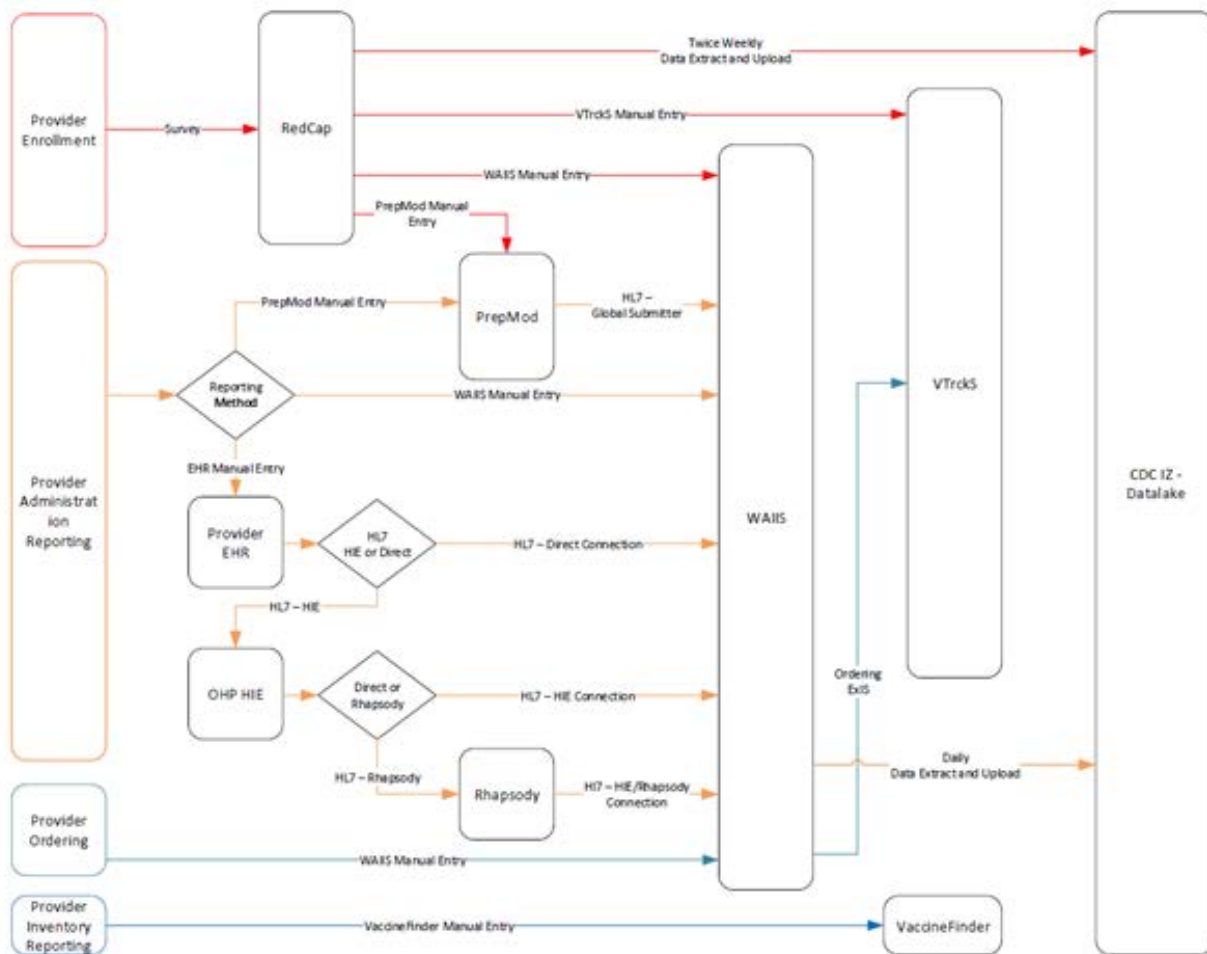 Twice Weekly
Data Extract and Upload
Provider
Enrollment
Survey
RedCap
VTrckS Manual Entry
WAIIS Manual Entry
PrepMod Manual
Entry
PrepMod Manual Entry
PrepMod
HL7 –
Global Submitter
Reporting
Method
WAIIS Manual Entry
VTrckS
EHR Manual Entry
Provider
Administrat
ion
Reporting
Provider
EHR
HL7
HIE or Direct
HL7 – Direct Connection
WAIIS
CDC IZ -
Datalake
HL7 – HIE
OHP HIE
Direct or
Rhapsody
HL7 – HIE Connection
Ordering
ExIS
HL7 – Rhapsody
Rhapsody
Hl7 – HIE/Rhapsody
Connection
Daily
Data Extract and Upload
Provider
Ordering
WAIIS Manual Entry
Provider
Inventory
Reporting
VaccineFinder Manual Entry
VaccineFinder